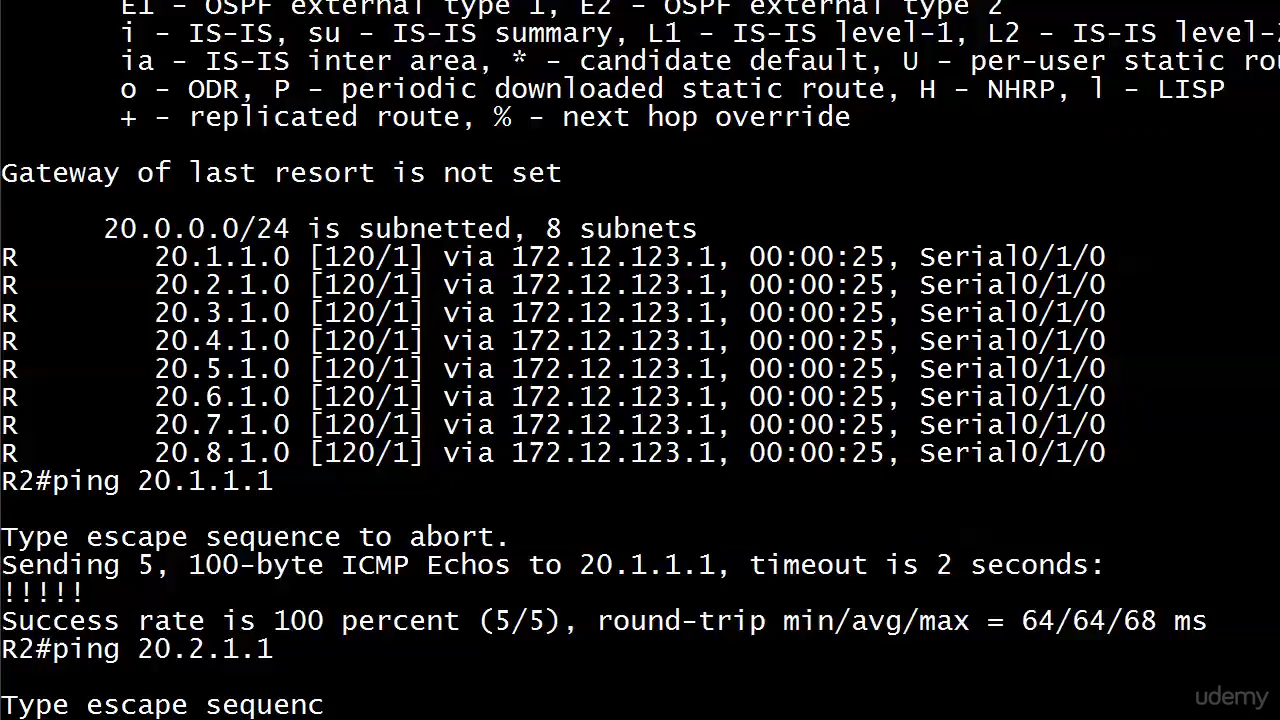 E1 - OSPF external type 1, E2 - OSPF external type 2
i - IS-IS, su - IS-IS summary, L1 - IS-IS level-1, L2 - IS-IS level-
ia - IS-IS inter area, * - candidate default, U - per-user static rou
o - ODR, P - periodic downloaded static route, H - NHRP, l - LISP
+ - replicated route, % - next hop override
Gateway of last resort is not set
20.0.0.0/24 is subnetted, 8 subnets
R 20.1.1.0 [120/1] via 172.12.123.1, 00:00:25, Serial0/1/0
R 20.2.1.0 [120/1] via 172.12.123.1, 00:00:25, Serial0/1/0
R 20.3.1.0 [120/1] via 172.12.123.1, 00:00:25, Serial0/1/0
R 20.4.1.0 [120/1] via 172.12.123.1, 00:00:25, Serial0/1/0
R 20.5.1.0 [120/1] via 172.12.123.1, 00:00:25, Serial0/1/0
R 20.6.1.0 [120/1] via 172.12.123.1, 00:00:25, Serial0/1/0
R 20.7.1.0 [120/1] via 172.12.123.1, 00:00:25, Serial0/1/0
R 20.8.1.0 [120/1] via 172.12.123.1, 00:00:25, Serial0/1/0
R2#ping 20.1.1.1
Type escape sequence to abort.
Sending 5, 100-byte ICMP Echos to 20.1.1.1, timeout is 2 seconds:
!!!!!
Success rate is 100 percent (5/5), round-trip min/avg/max = 64/64/68 ms
R2#ping 20.2.1.1
Type escape sequenc
udemy